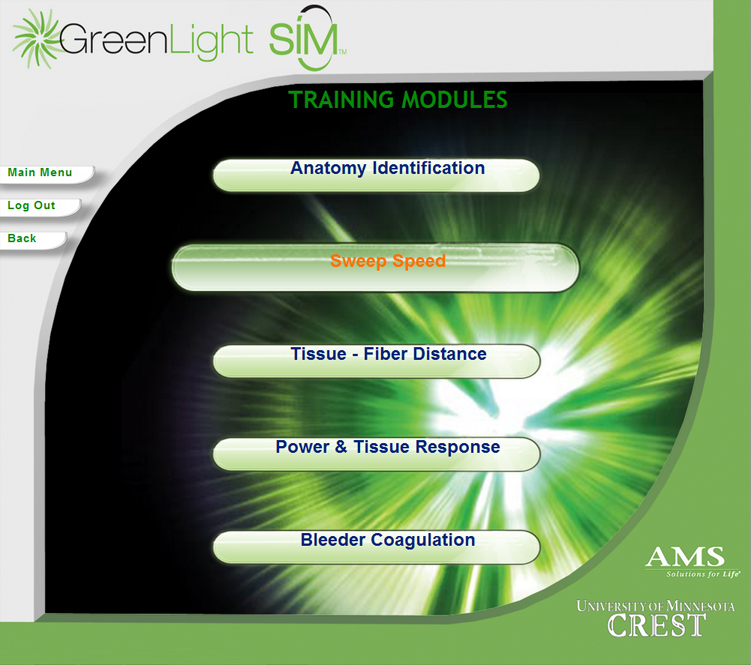 GreenLight SIM™
TRAINING MODULES
Main Menu
Log Out
Back
Anatomy Identification
Sweep Speed
Tissue - Fiber Distance
Power & Tissue Response
Bleeder Coagulation
AMS
Solutions for Life®
UNIVERSITY OF MINNESOTA
CREST